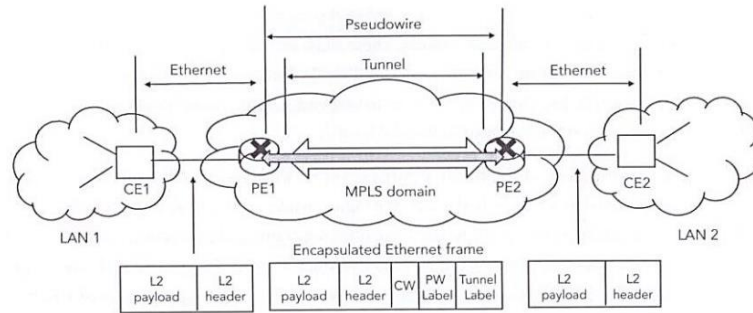 Pseudowire
Ethernet
Tunnel
Ethernet
CE1
PE1
MPLS domain
PE2
CE2
LAN 1
LAN 2
Encapsulated Ethernet frame
L2 payload
L2 header
L2 payload
L2 header
CW
PW Label
Tunnel Label
L2 payload
L2 header